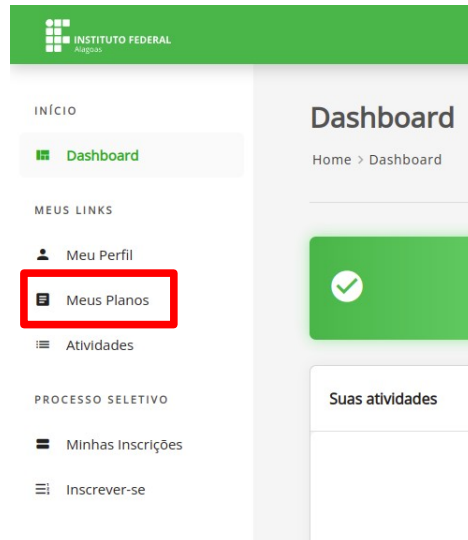 INSTITUTO FEDERAL
Alagoas
INÍCIO
Dashboard
MEUS LINKS
Meu Perfil
Meus Planos
Atividades
PROCESSO SELETIVO
Minhas Inscrições
Inscrever-se
Dashboard
Home > Dashboard
Suas atividades